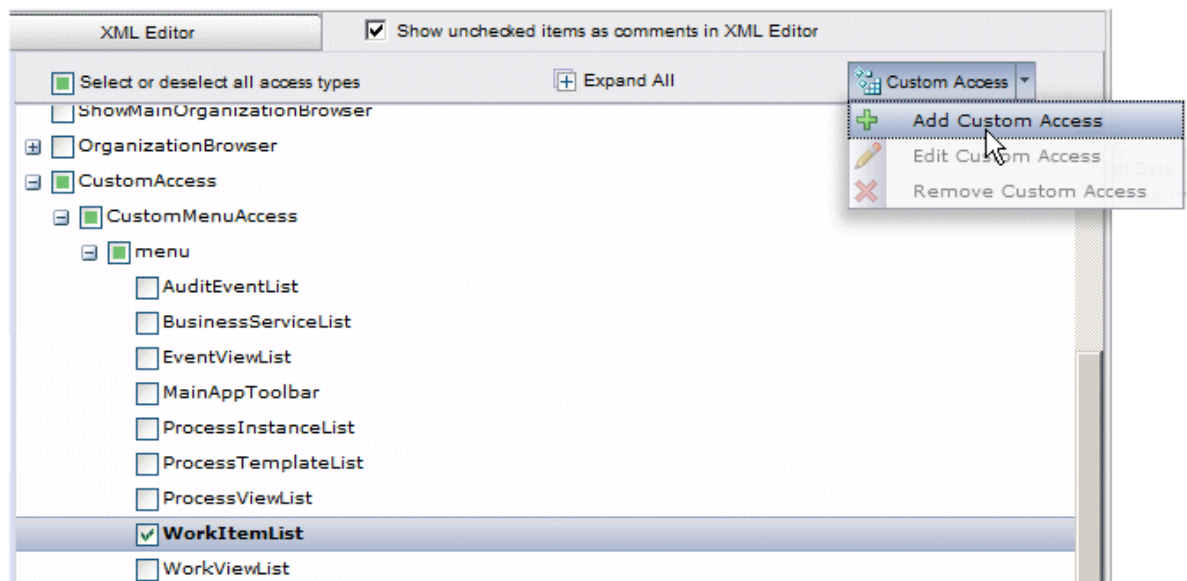 XML Editor
Show unchecked items as comments in XML Editor
Select or deselect all access types
Expand All
Custom Access
ShowMainOrganizationBrowser
Add Custom Access
OrganizationBrowser
Edit Custom Access
CustomAccess
Remove Custom Access
CustomMenuAccess
menu
AuditEventList
BusinessServiceList
EventViewList
MainAppToolbar
ProcessInstanceList
ProcessTemplateList
ProcessViewList
WorkItemList
WorkViewList